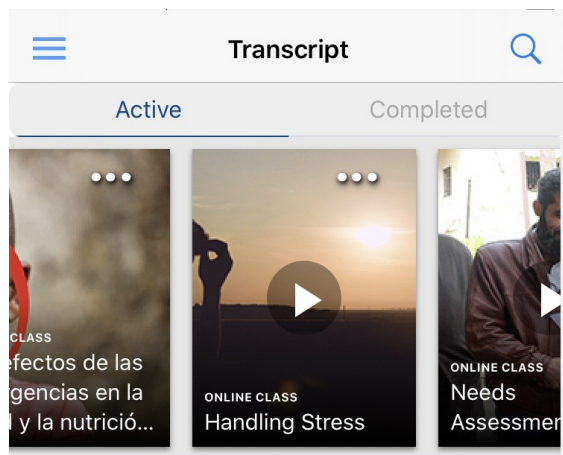 Transcript
Active
Completed
CLASS
efectos de las
gencias en la
y la nutrició...
ONLINE CLASS
Handling Stress
ONLINE CLASS
Needs
Assessmen